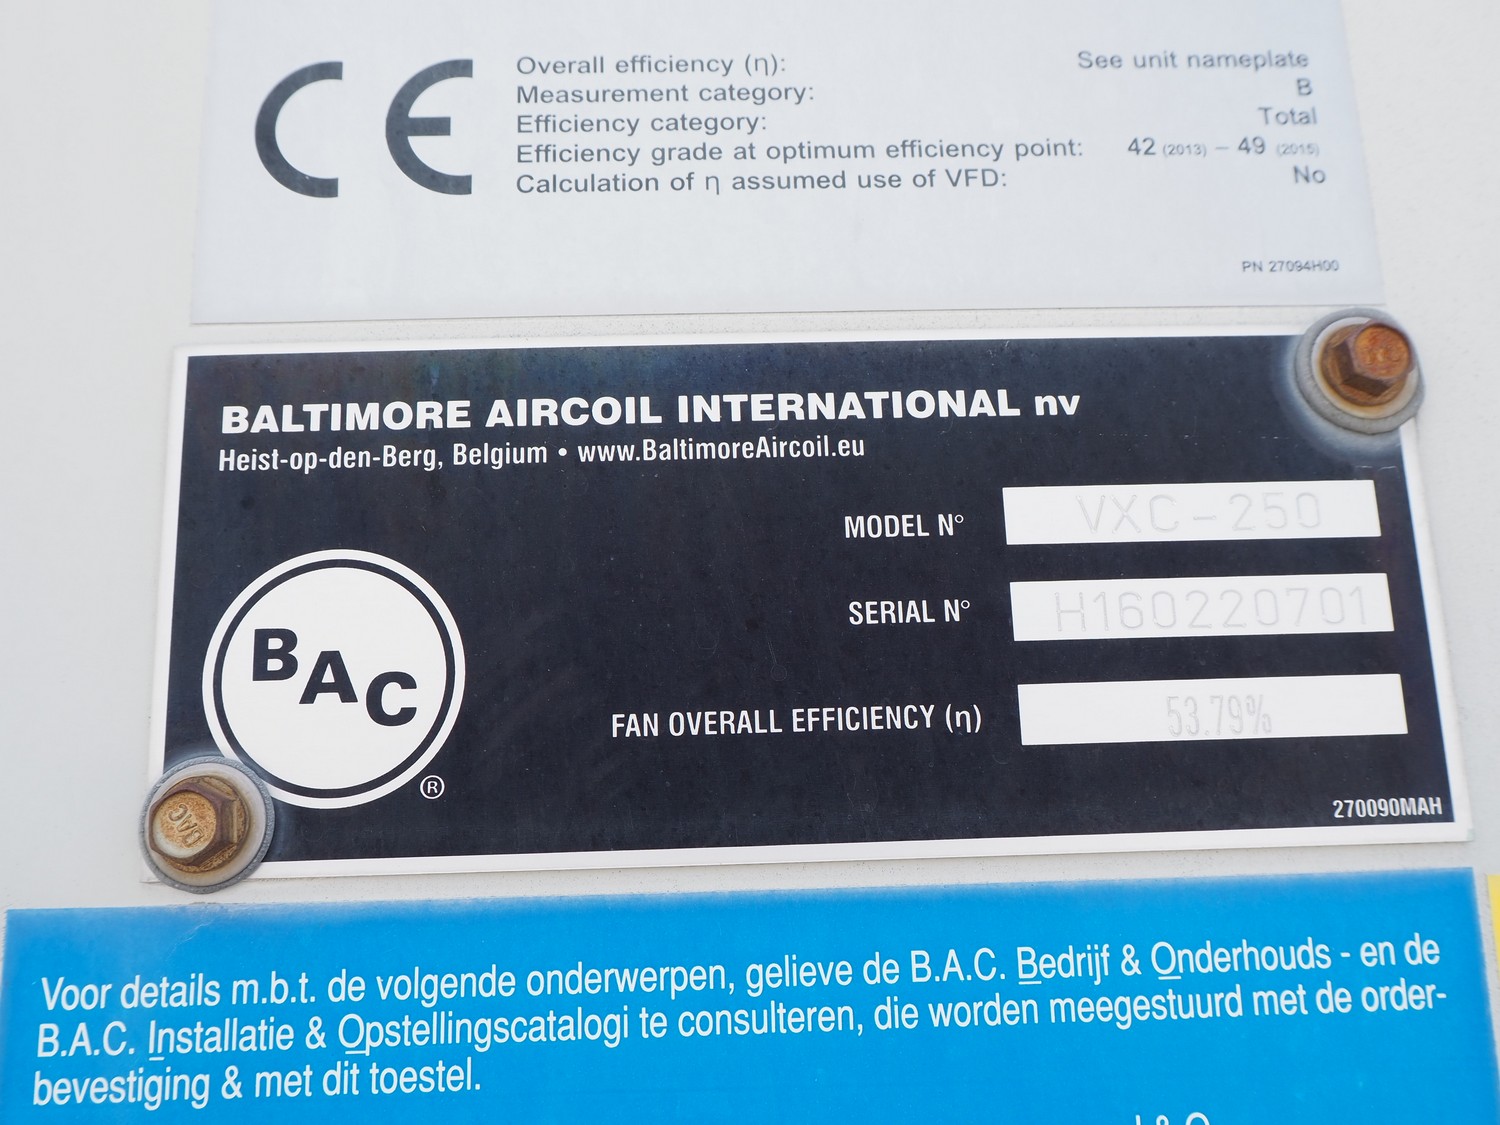 CE
Overall efficiency (η): See unit nameplate
Measurement category: B
Efficiency category: Total
Efficiency grade at optimum efficiency point: 42 (2013) – 49 (2015)
Calculation of η assumed use of VFD: No
PN 27094H00
BALTIMORE AIRCOIL INTERNATIONAL nv
Heist-op-den-Berg, Belgium • www.BaltimoreAircoil.eu
MODEL N° VXC-250
SERIAL N° H160220701
BAC
®
FAN OVERALL EFFICIENCY (η) 53.79%
270090MAH
BAC
Voor details m.b.t. de volgende onderwerpen, gelieve de B.A.C. Bedrijf & Onderhouds - en de
B.A.C. Installatie & Opstellingscatalogi te consulteren, die worden meegestuurd met de order-
bevestiging & met dit toestel.